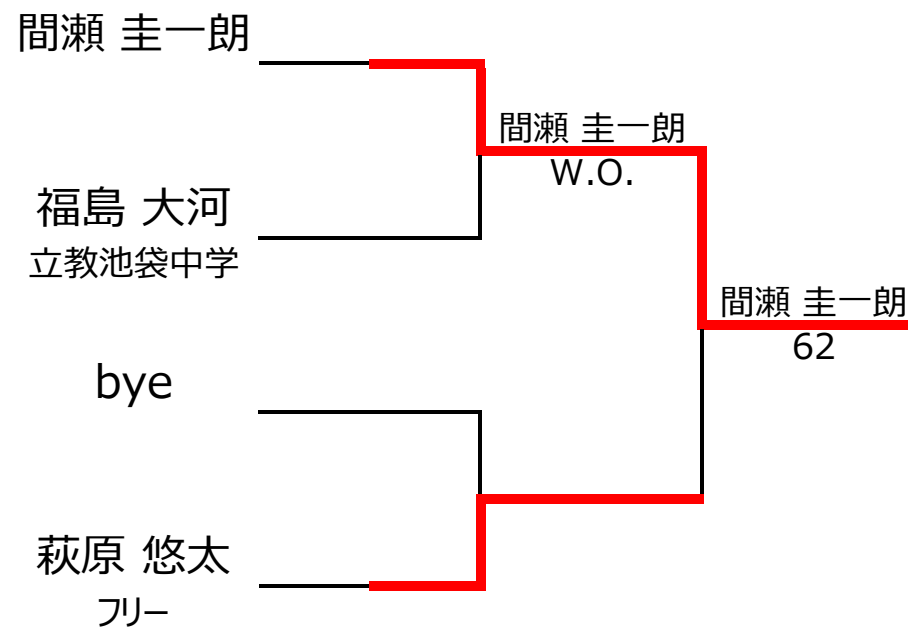 間瀬 圭一朗
間瀬 圭一朗
W.O.
福島 大河
立教池袋中学
間瀬 圭一朗
62
bye
萩原 悠太
フリー